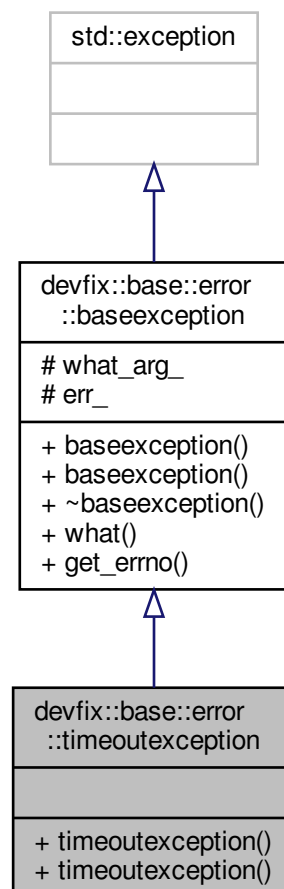 std::exception
devfix::base::error
::baseexception
# what_arg_
# err_
+ baseexception()
+ baseexception()
+ ~baseexception()
+ what()
+ get_errno()
devfix::base::error
::timeoutexception
+ timeoutexception()
+ timeoutexception()